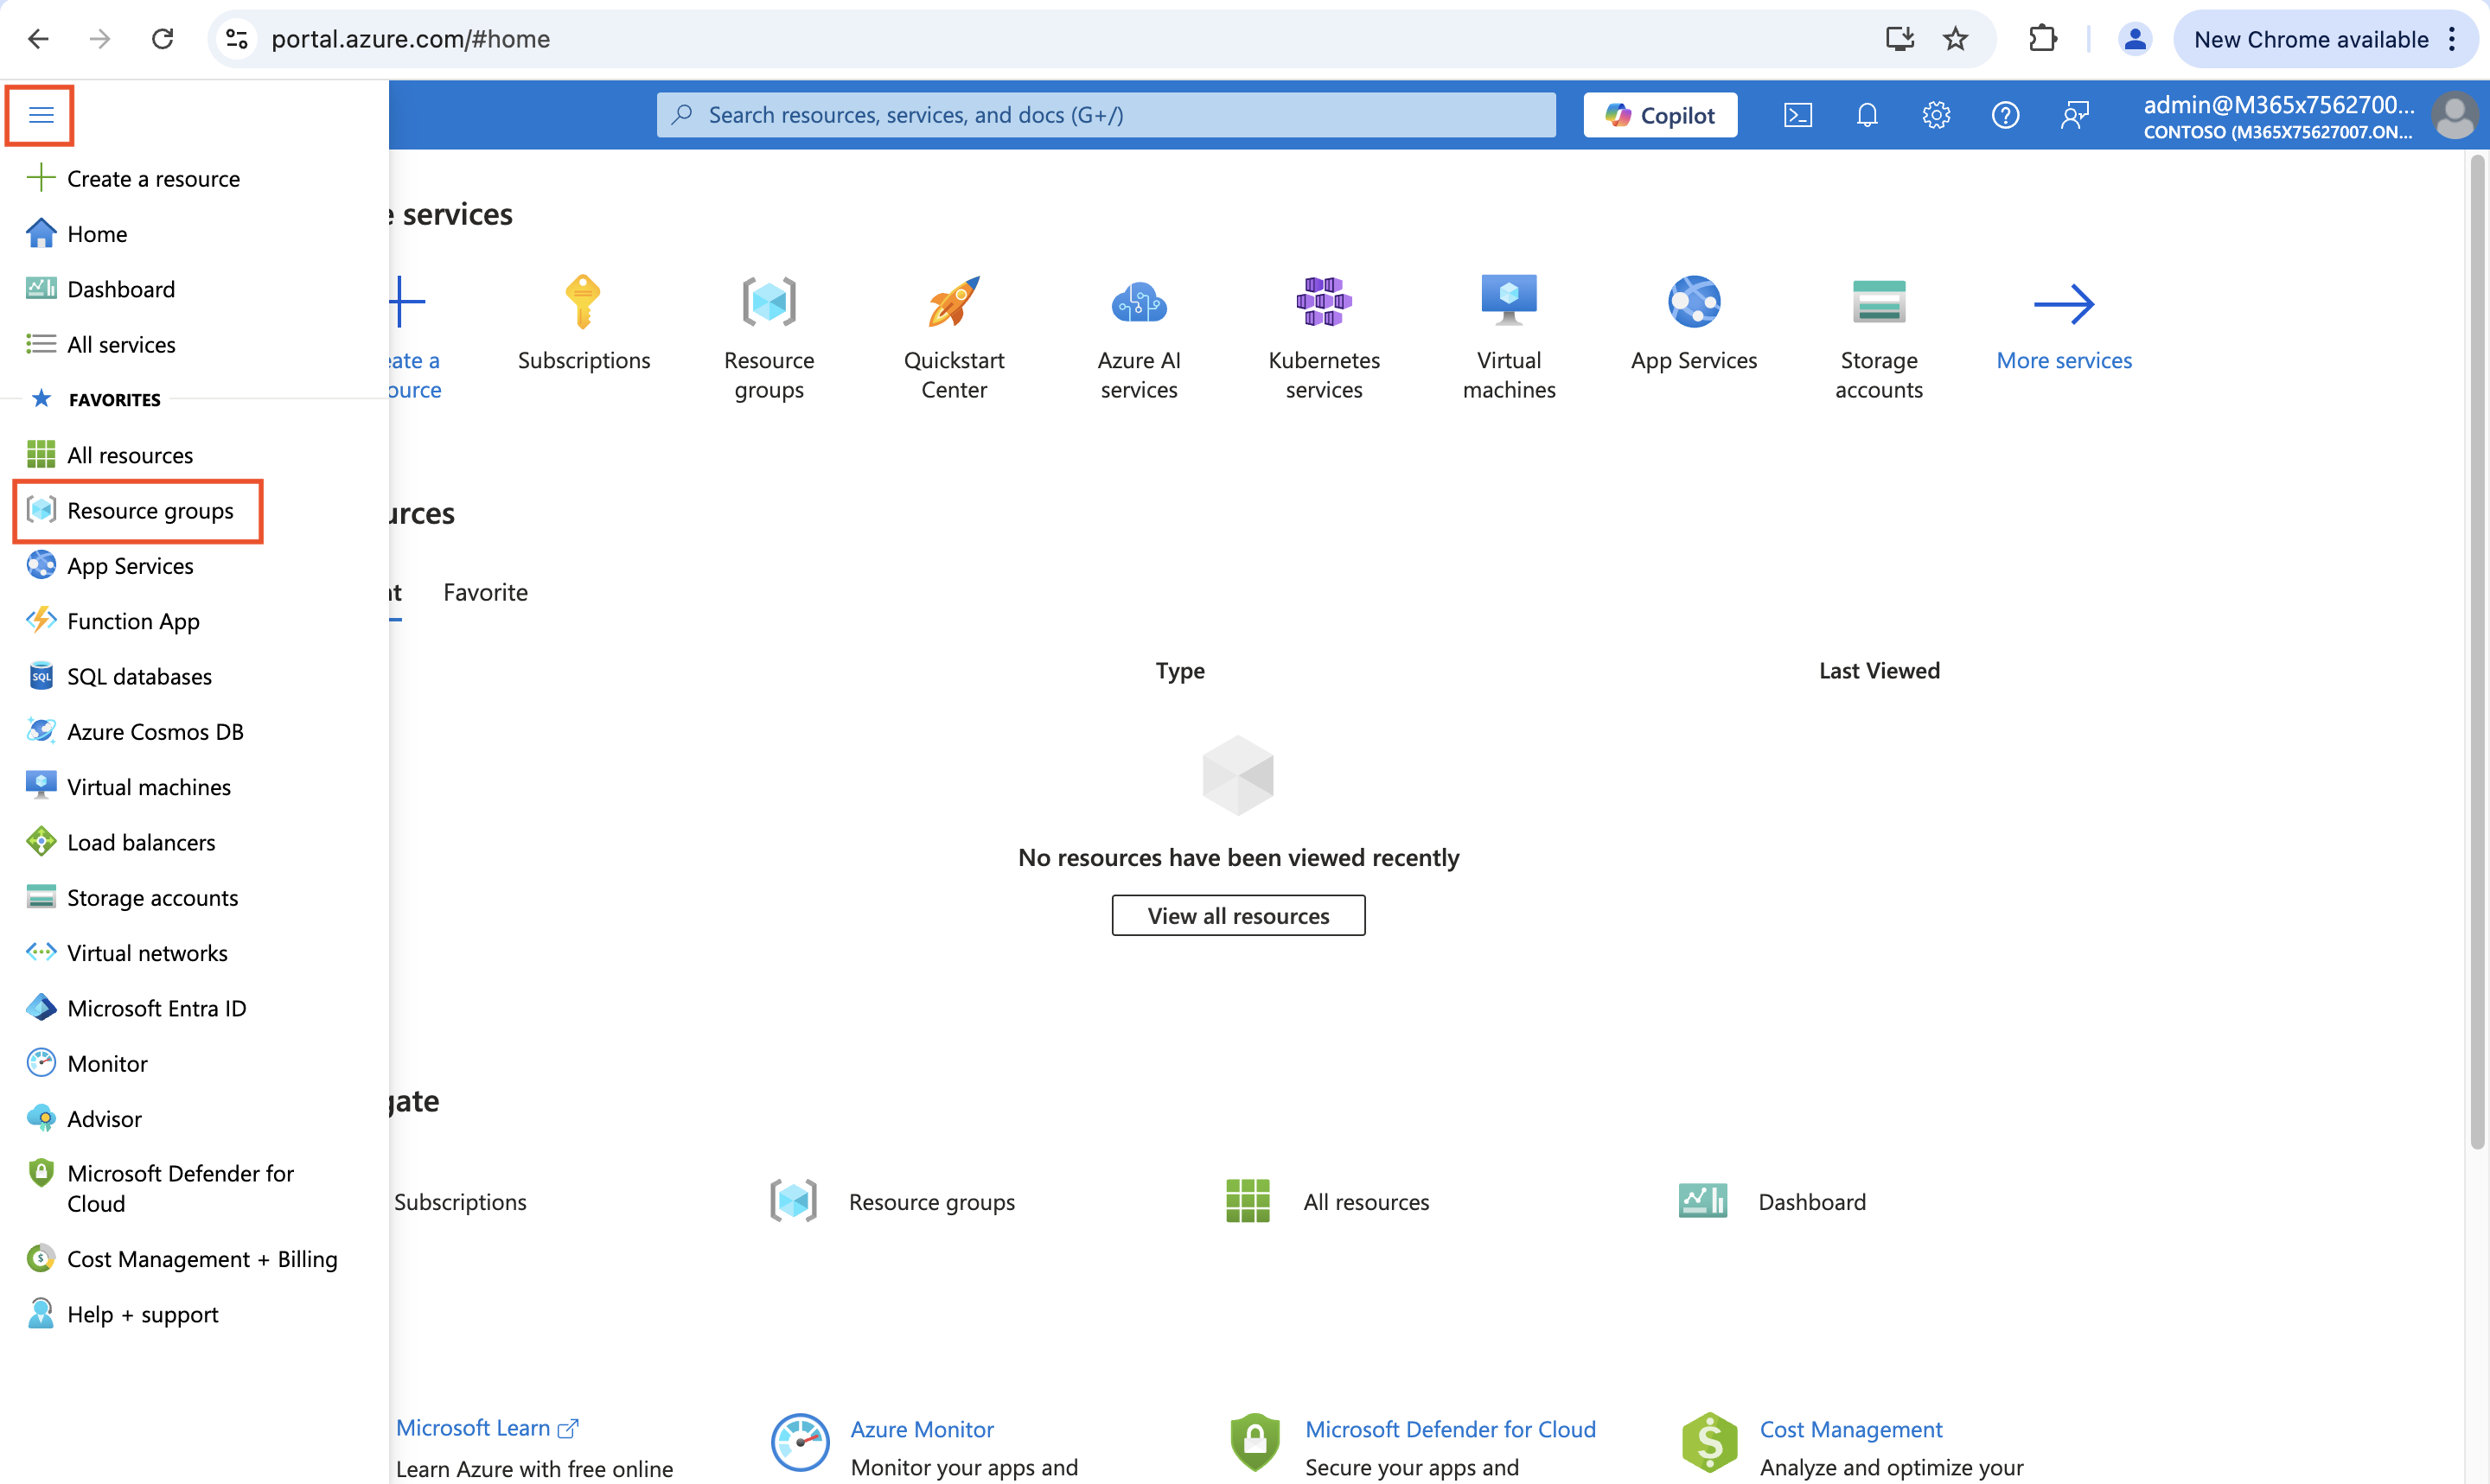 portal.azure.com/#home
New Chrome available
Search resources, services, and docs (G+/)
Copilot
admin@M365x7562700...
CONTOSO (M365X75627007.ON...
Create a resource
Home
Dashboard
All services
FAVORITES
All resources
Resource groups
App Services
Function App
SQL
SQL databases
Azure Cosmos DB
Virtual machines
Load balancers
Storage accounts
Virtual networks
Microsoft Entra ID
Monitor
Advisor
Microsoft Defender for
Cloud
Cost Management + Billing
Help + support
services
Subscriptions
Resource
groups
Quickstart
Center
Azure AI
services
Kubernetes
services
Virtual
machines
App Services
Storage
accounts
More services
Favorite
Type
Last Viewed
No resources have been viewed recently
View all resources
Subscriptions
Resource groups
All resources
Dashboard
Microsoft Learn
Learn Azure with free online
Azure Monitor
Monitor your apps and
Microsoft Defender for Cloud
Secure your apps and
Cost Management
Analyze and optimize your